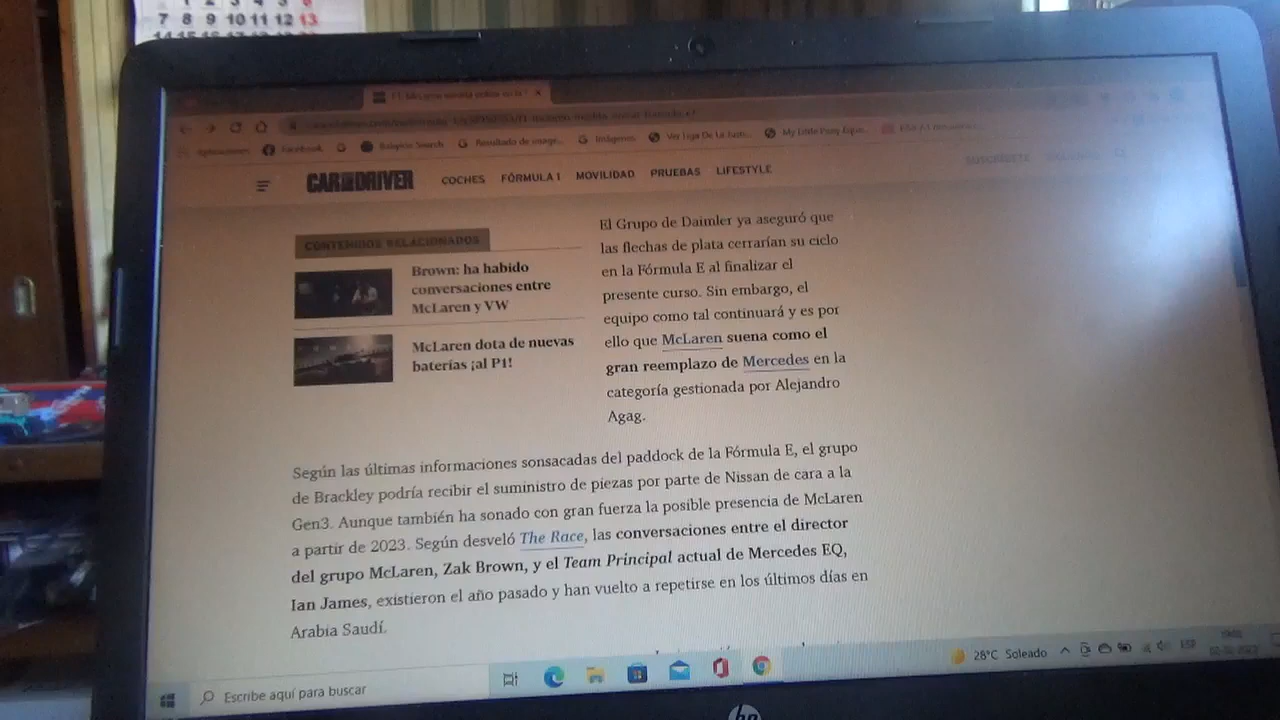 7 8 9 10 11 12 13
Facebook
Imágenes
CAR AND DRIVER
COCHES FÓRMULA 1 MOVILIDAD PRUEBAS LIFESTYLE
SUSCRÍBETE
CONTENIDOS RELACIONADOS
Brown: ha habido
conversaciones entre
McLaren y VW
McLaren dota de nuevas
baterías ¡al P1!
El Grupo de Daimler ya aseguró que
las flechas de plata cerrarían su ciclo
en la Fórmula E al finalizar el
presente curso. Sin embargo, el
equipo como tal continuará y es por
ello que McLaren suena como el
gran reemplazo de Mercedes en la
categoría gestionada por Alejandro
Agag.
Según las últimas informaciones sonsacadas del paddock de la Fórmula E, el grupo
de Brackley podría recibir el suministro de piezas por parte de Nissan de cara a la
Gen3. Aunque también ha sonado con gran fuerza la posible presencia de McLaren
a partir de 2023. Según desveló The Race, las conversaciones entre el director
del grupo McLaren, Zak Brown, y el Team Principal actual de Mercedes EQ,
Ian James, existieron el año pasado y han vuelto a repetirse en los últimos días en
Arabia Saudí.
Escribe aquí para buscar
28°C Soleado
ESP
hp